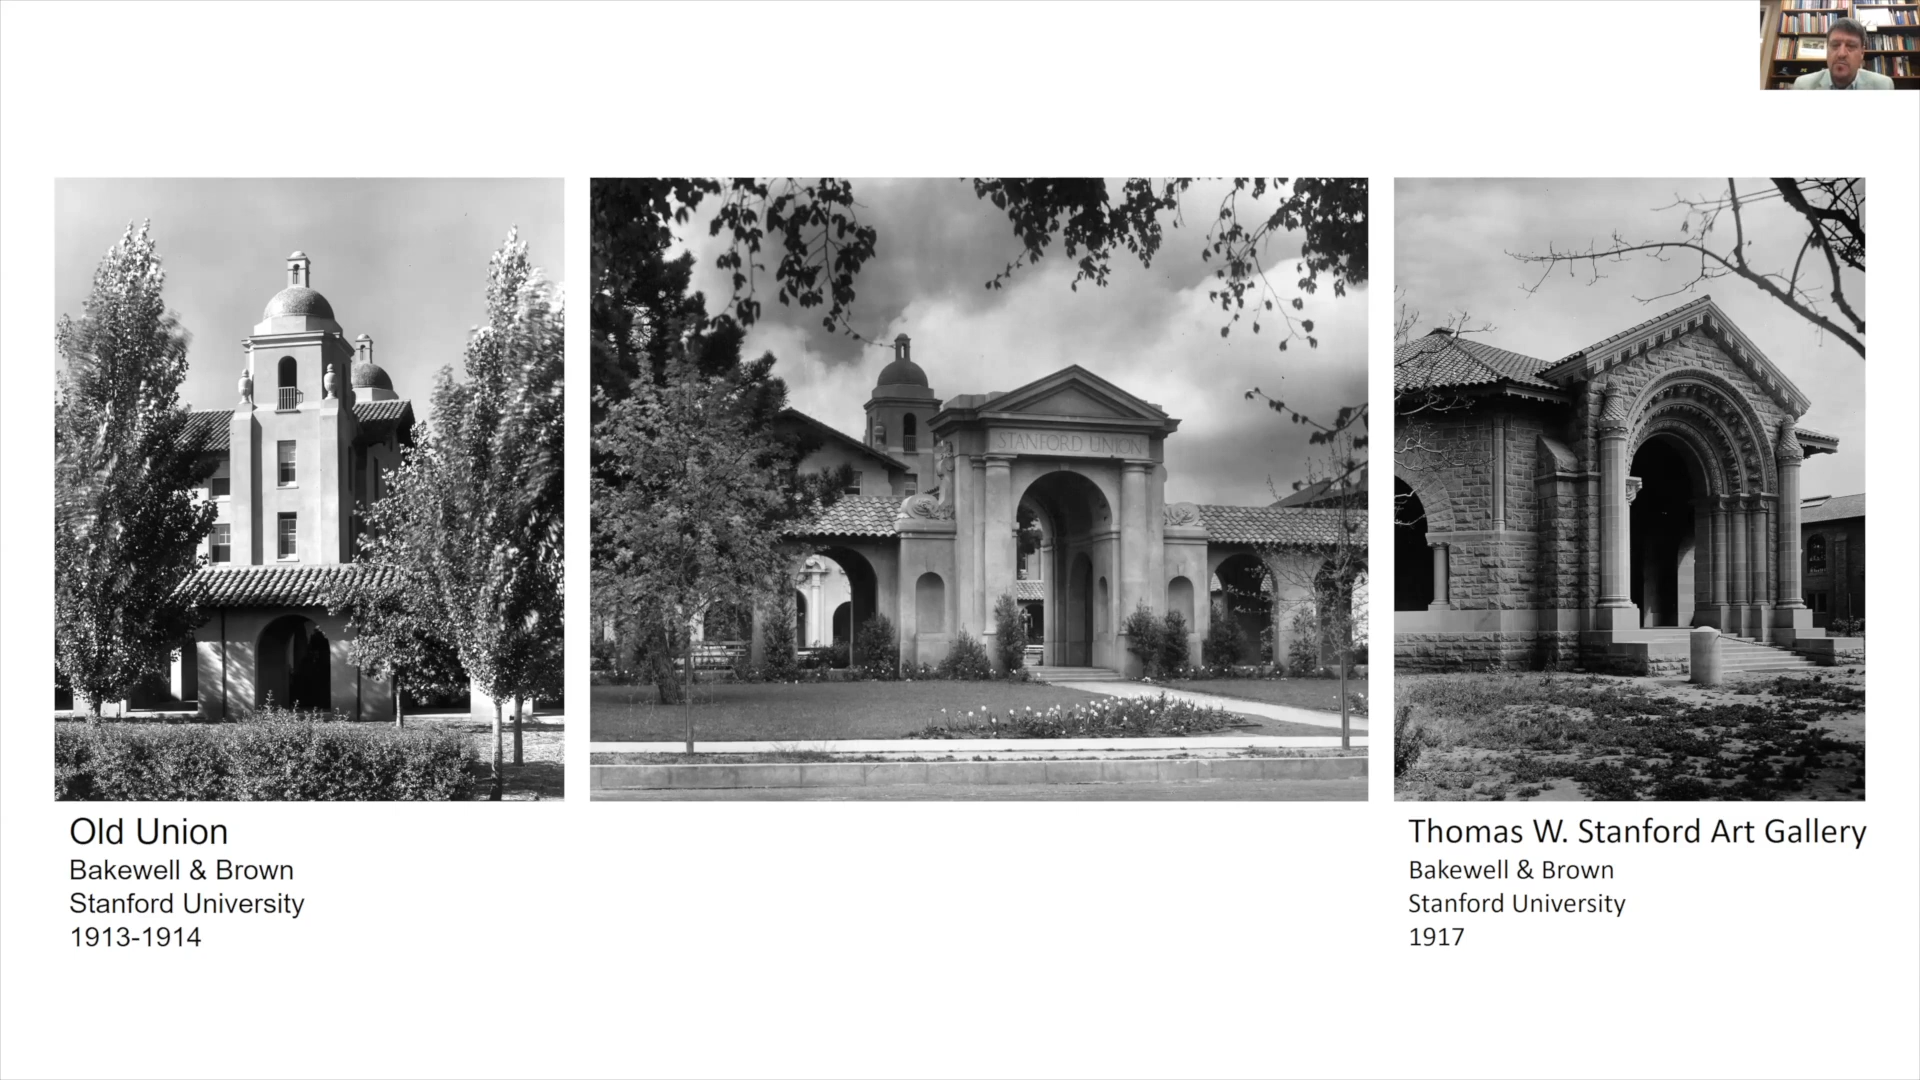 STANFORD UNION
Old Union
Bakewell & Brown
Stanford University
1913-1914
Thomas W. Stanford Art Gallery
Bakewell & Brown
Stanford University
1917